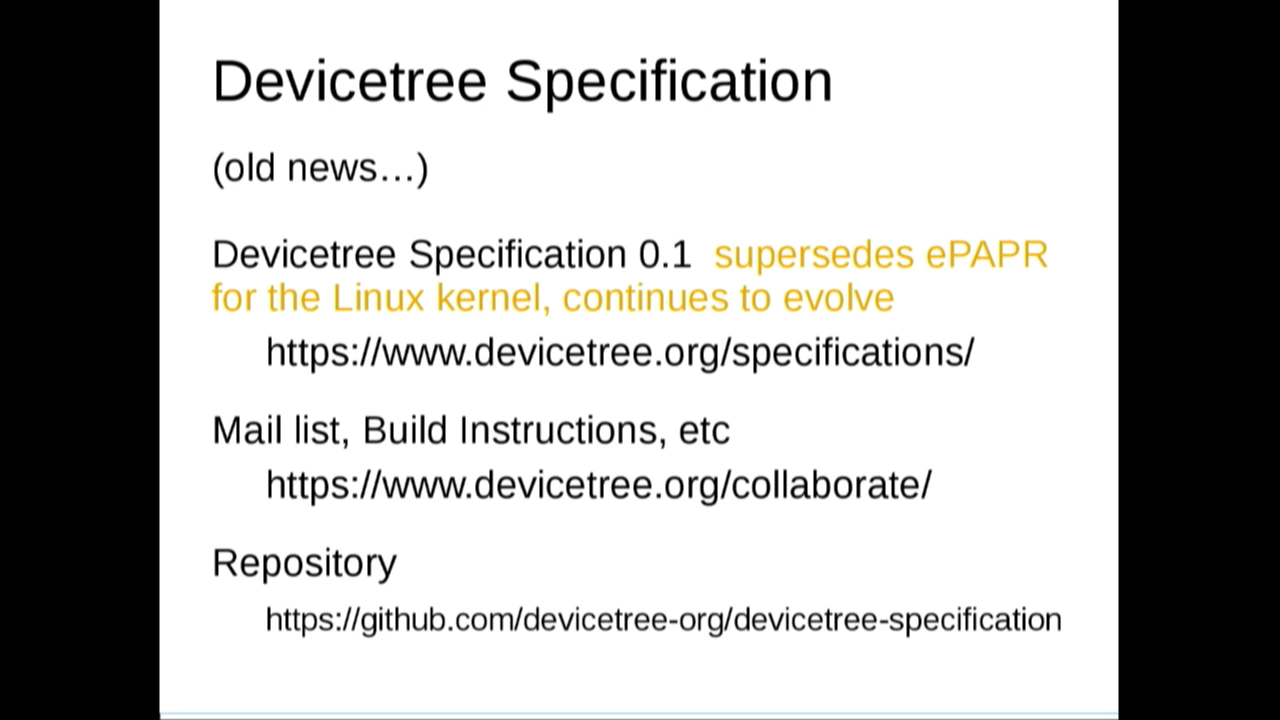 Devicetree Specification
(old news…)
Devicetree Specification 0.1 supersedes ePAPR
for the Linux kernel, continues to evolve
https://www.devicetree.org/specifications/
Mail list, Build Instructions, etc
https://www.devicetree.org/collaborate/
Repository
https://github.com/devicetree-org/devicetree-specification